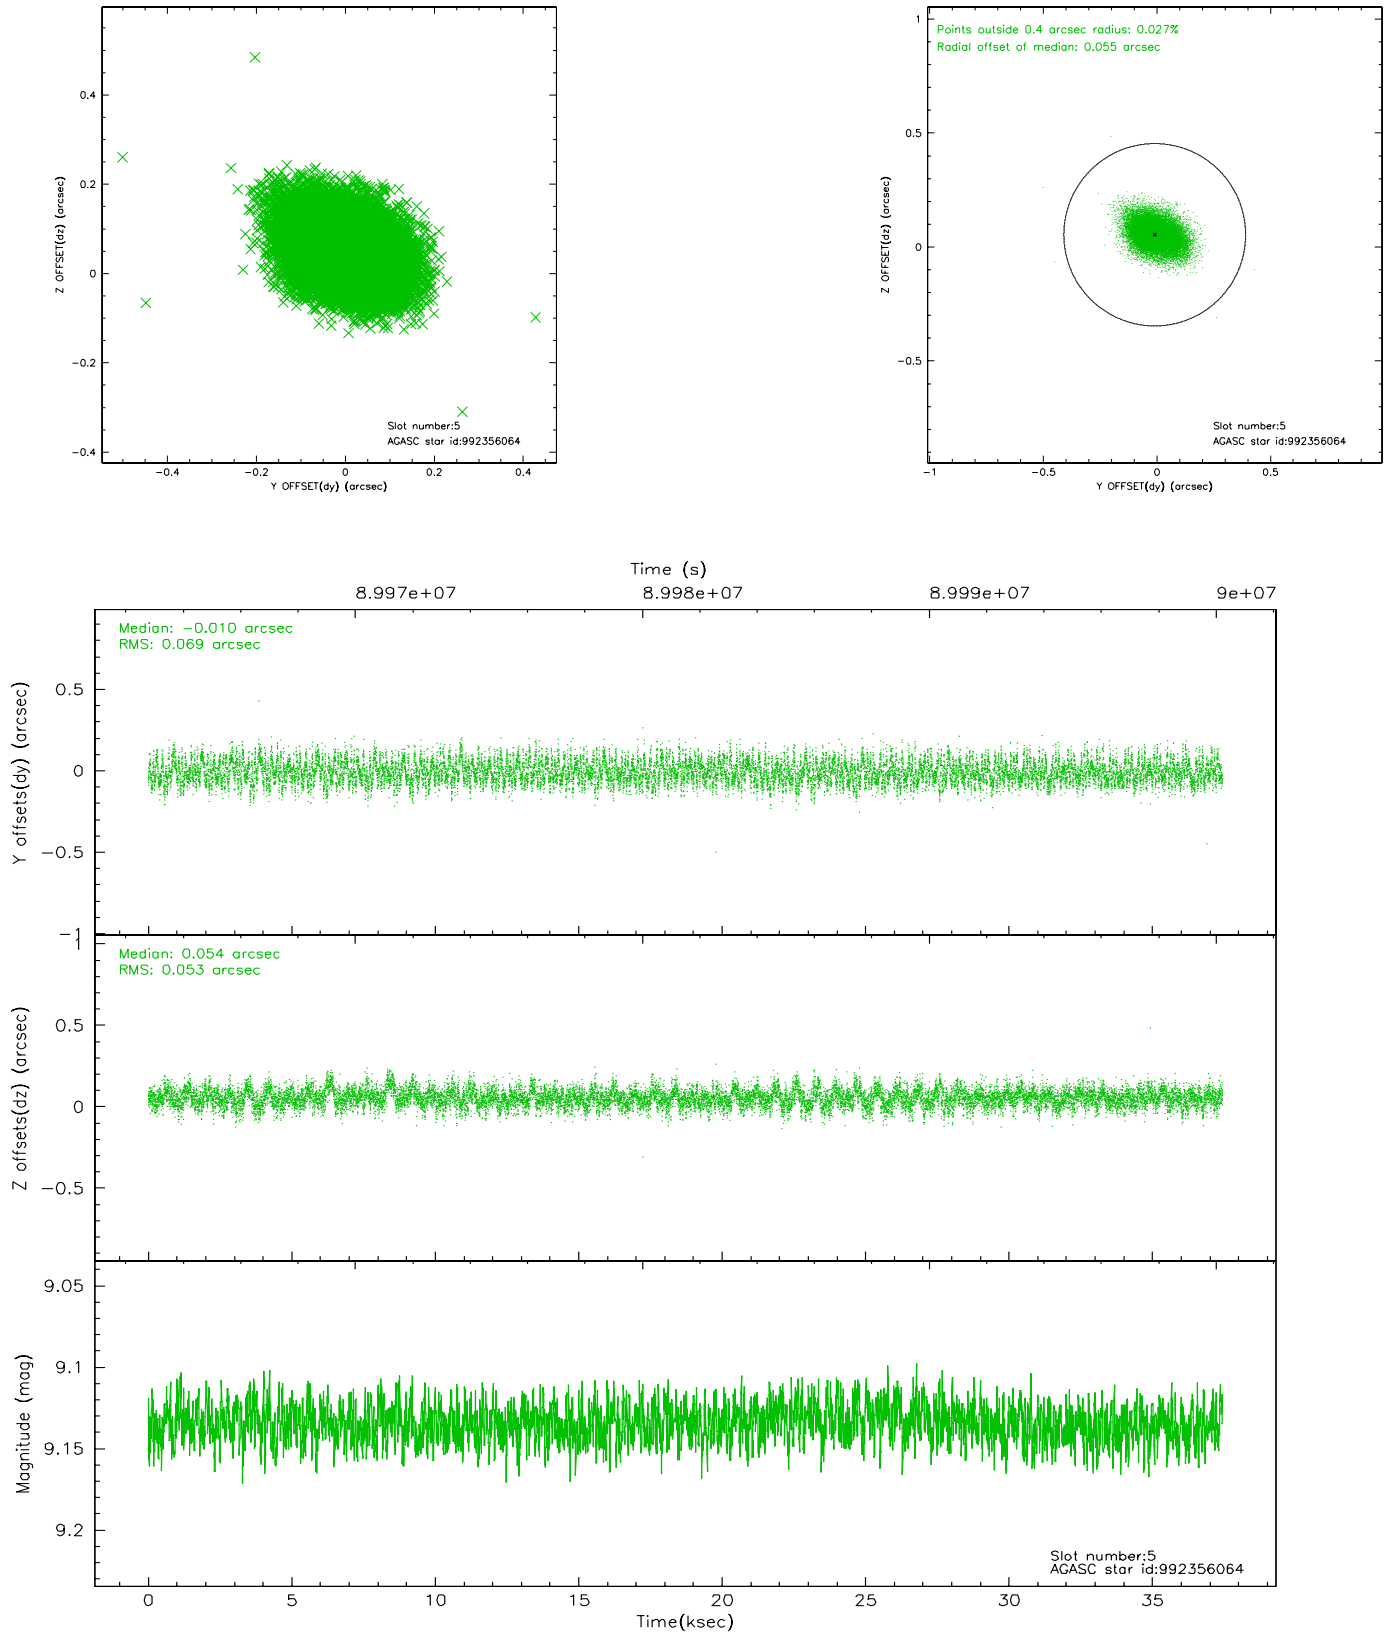 0.4
0.2
0
−0.2
−0.4
Z OFFSET(dz) (arcsec)
Slot number:5
AGASC star id:992356064
−0.4 −0.2 0 0.2 0.4
Y OFFSET(dy) (arcsec)
Points outside 0.4 arcsec radius: 0.027%
Radial offset of median: 0.055 arcsec
1
0.5
0
−0.5
Z OFFSET(dz) (arcsec)
Slot number:5
AGASC star id:992356064
−1 −0.5 0 0.5
Y OFFSET(dy) (arcsec)
Time (s)
8.997e+07 8.998e+07 8.999e+07 9e+07
Median: −0.010 arcsec
RMS: 0.069 arcsec
0.5
0
−0.5
−1
Y offsets(dy) (arcsec)
Median: 0.054 arcsec
RMS: 0.053 arcsec
1
0.5
0
−0.5
Z offsets(dz) (arcsec)
9.05
9.1
9.15
9.2
Magnitude (mag)
Slot number:5
AGASC star id:992356064
0 5 10 15 20 25 30 35
Time(ksec)